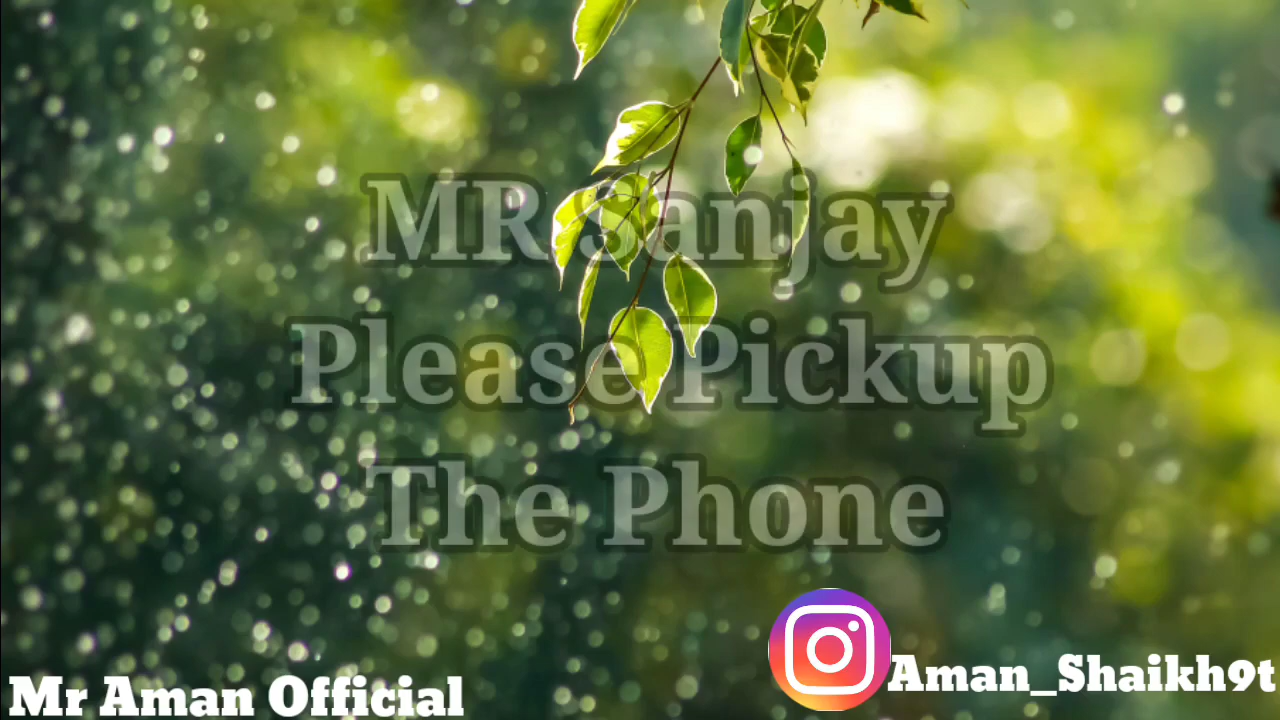 MR Sanjay
Please Pickup
The Phone
Mr Aman Official
Aman_Shaikh9t